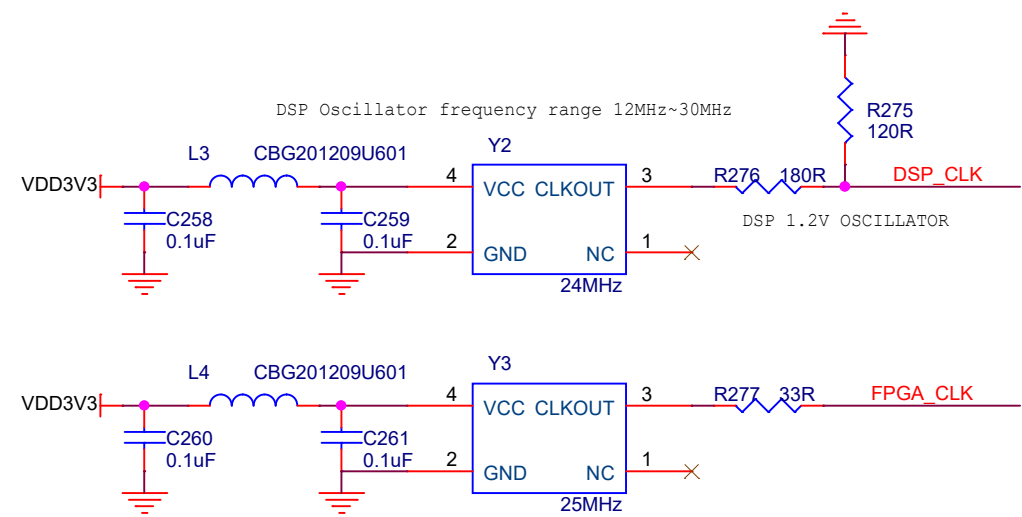 DSP Oscillator frequency range 12MHz~30MHz
R275
120R
L3 CBG201209U601
Y2
VDD3V3
4
VCC CLKOUT
3
R276 180R
DSP_CLK
C258
0.1uF
C259
0.1uF
DSP 1.2V OSCILLATOR
2
GND NC
1
24MHz
L4 CBG201209U601
Y3
VDD3V3
4
VCC CLKOUT
3
R277 33R
FPGA_CLK
C260
0.1uF
C261
0.1uF
2
GND NC
1
25MHz